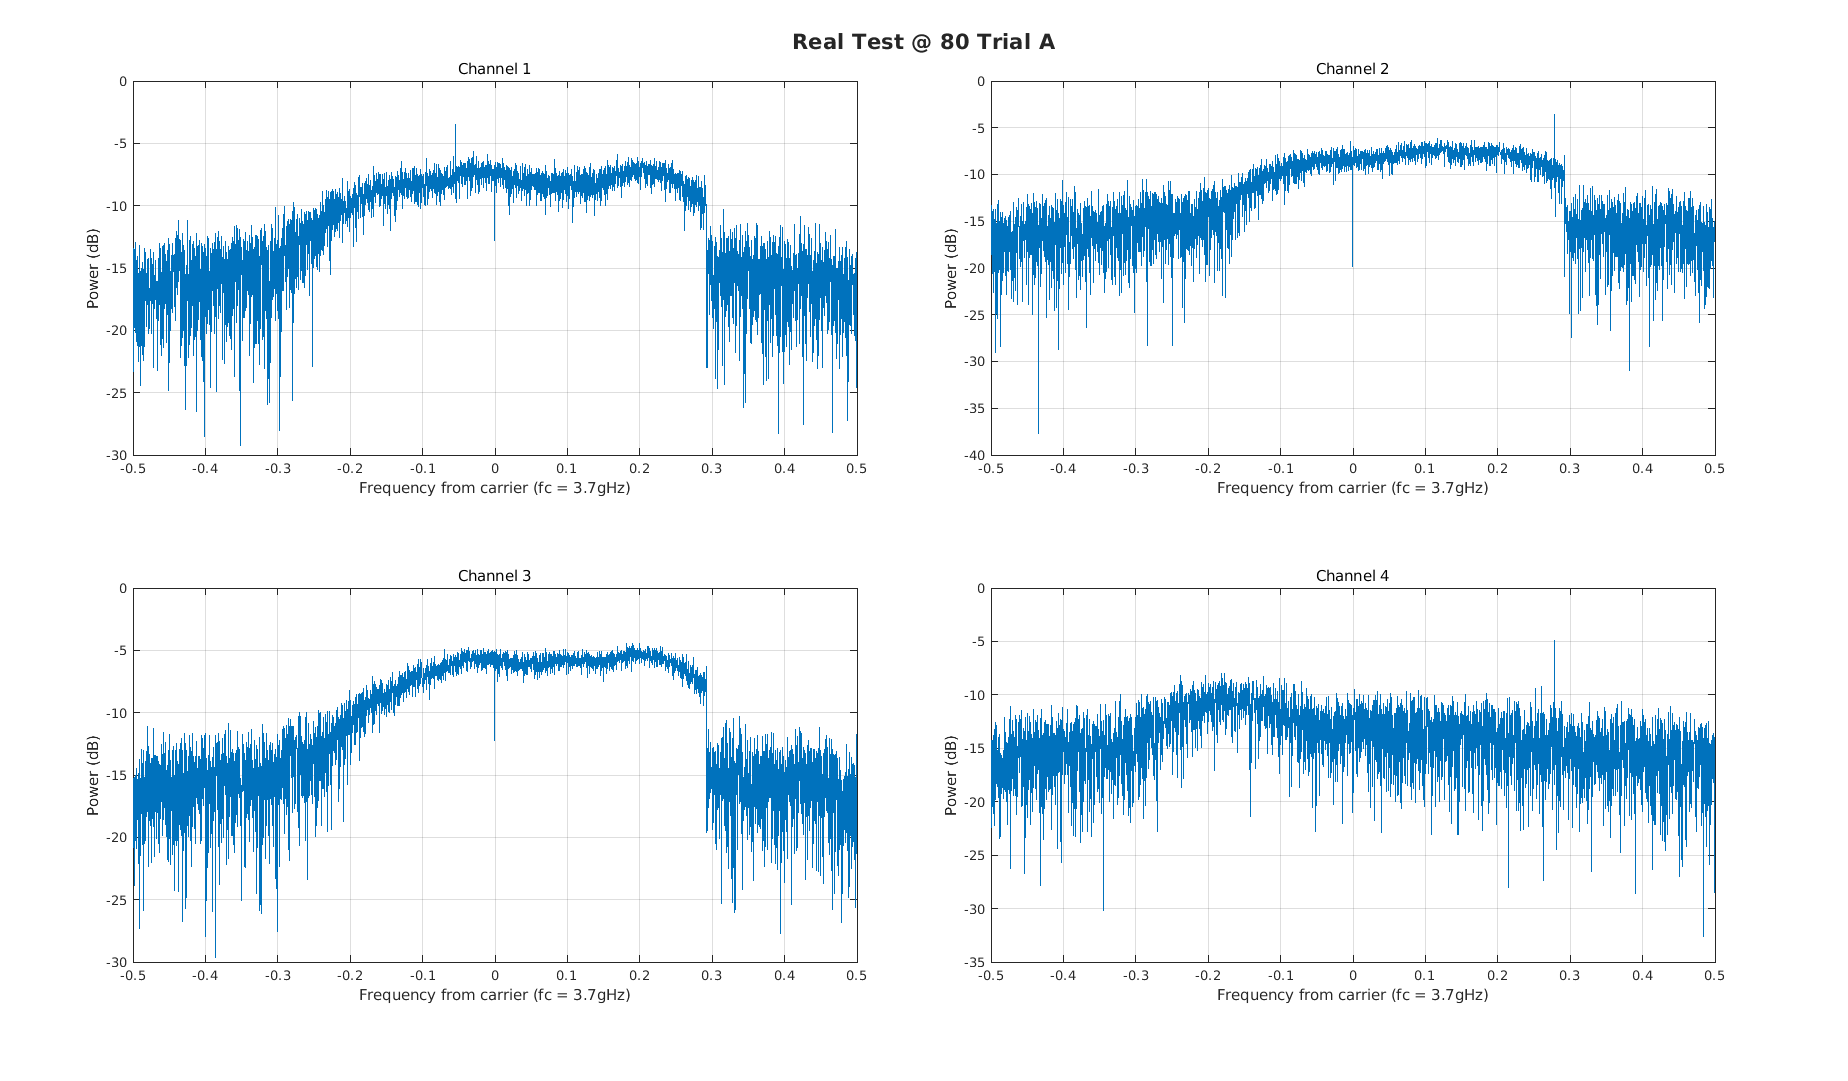 Real Test @ 80 Trial A
Channel 1
0
-5
-10
-15
-20
-25
-30
Power (dB)
-0.5 -0.4 -0.3 -0.2 -0.1 0 0.1 0.2 0.3 0.4 0.5
Frequency from carrier (fc = 3.7gHz)
Channel 2
0
-5
-10
-15
-20
-25
-30
-35
-40
Power (dB)
-0.5 -0.4 -0.3 -0.2 -0.1 0 0.1 0.2 0.3 0.4 0.5
Frequency from carrier (fc = 3.7gHz)
Channel 3
0
-5
-10
-15
-20
-25
-30
Power (dB)
-0.5 -0.4 -0.3 -0.2 -0.1 0 0.1 0.2 0.3 0.4 0.5
Frequency from carrier (fc = 3.7gHz)
Channel 4
0
-5
-10
-15
-20
-25
-30
-35
Power (dB)
-0.5 -0.4 -0.3 -0.2 -0.1 0 0.1 0.2 0.3 0.4 0.5
Frequency from carrier (fc = 3.7gHz)